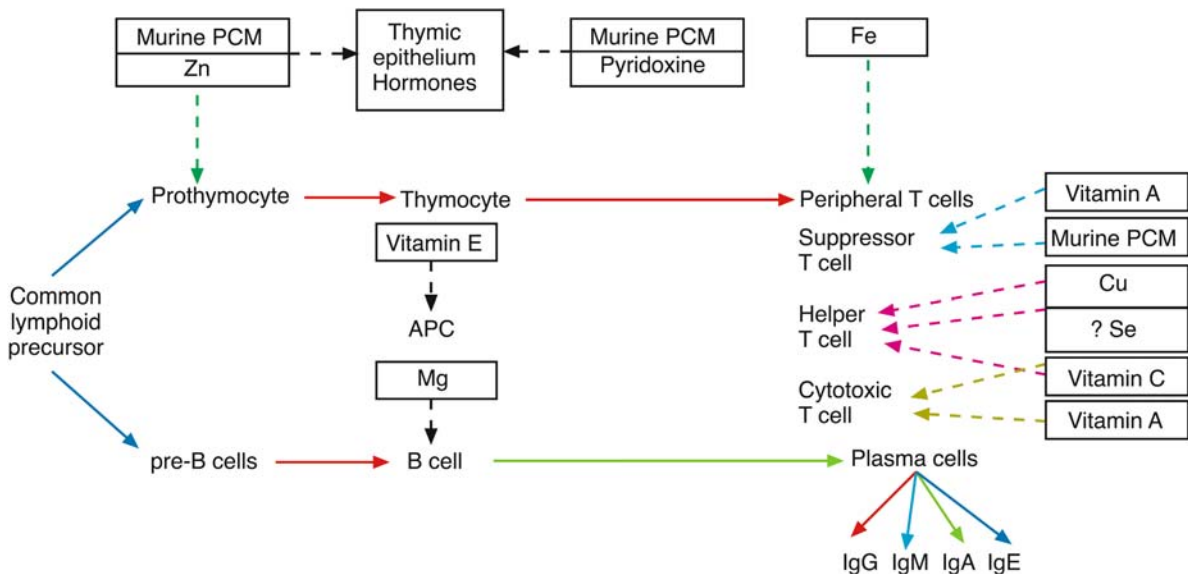 Murine PCM
Zn
Thymic
epithelium
Hormones
Murine PCM
Pyridoxine
Fe
Prothymocyte
Thymocyte
Peripheral T cells
Vitamin A
Vitamin E
Suppressor
T cell
Murine PCM
Common
lymphoid
precursor
APC
Helper
T cell
Cu
? Se
Mg
Cytotoxic
T cell
Vitamin C
Vitamin A
pre-B cells
B cell
Plasma cells
IgG IgM IgA IgE